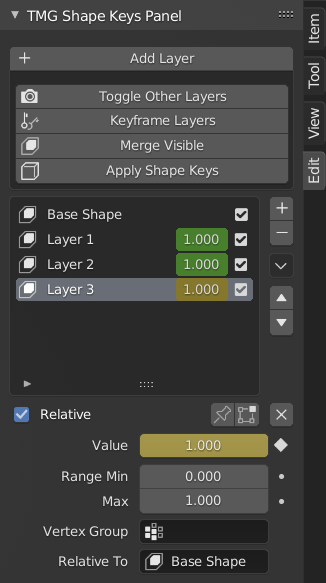 TMG Shape Keys Panel
Add Layer
Toggle Other Layers
Keyframe Layers
Merge Visible
Apply Shape Keys
Base Shape
Layer 1 1.000
Layer 2 1.000
Layer 3 1.000
Relative
Value 1.000
Range Min 0.000
Max 1.000
Vertex Group
Relative To Base Shape
Item
Tool
View
Edit